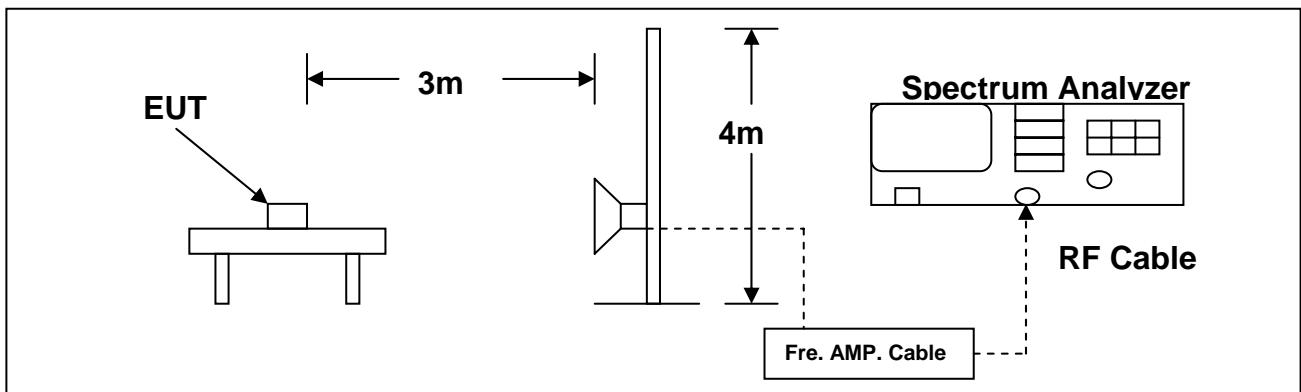 3m
Spectrum Analyzer
EUT
4m
RF Cable
Fre. AMP. Cable